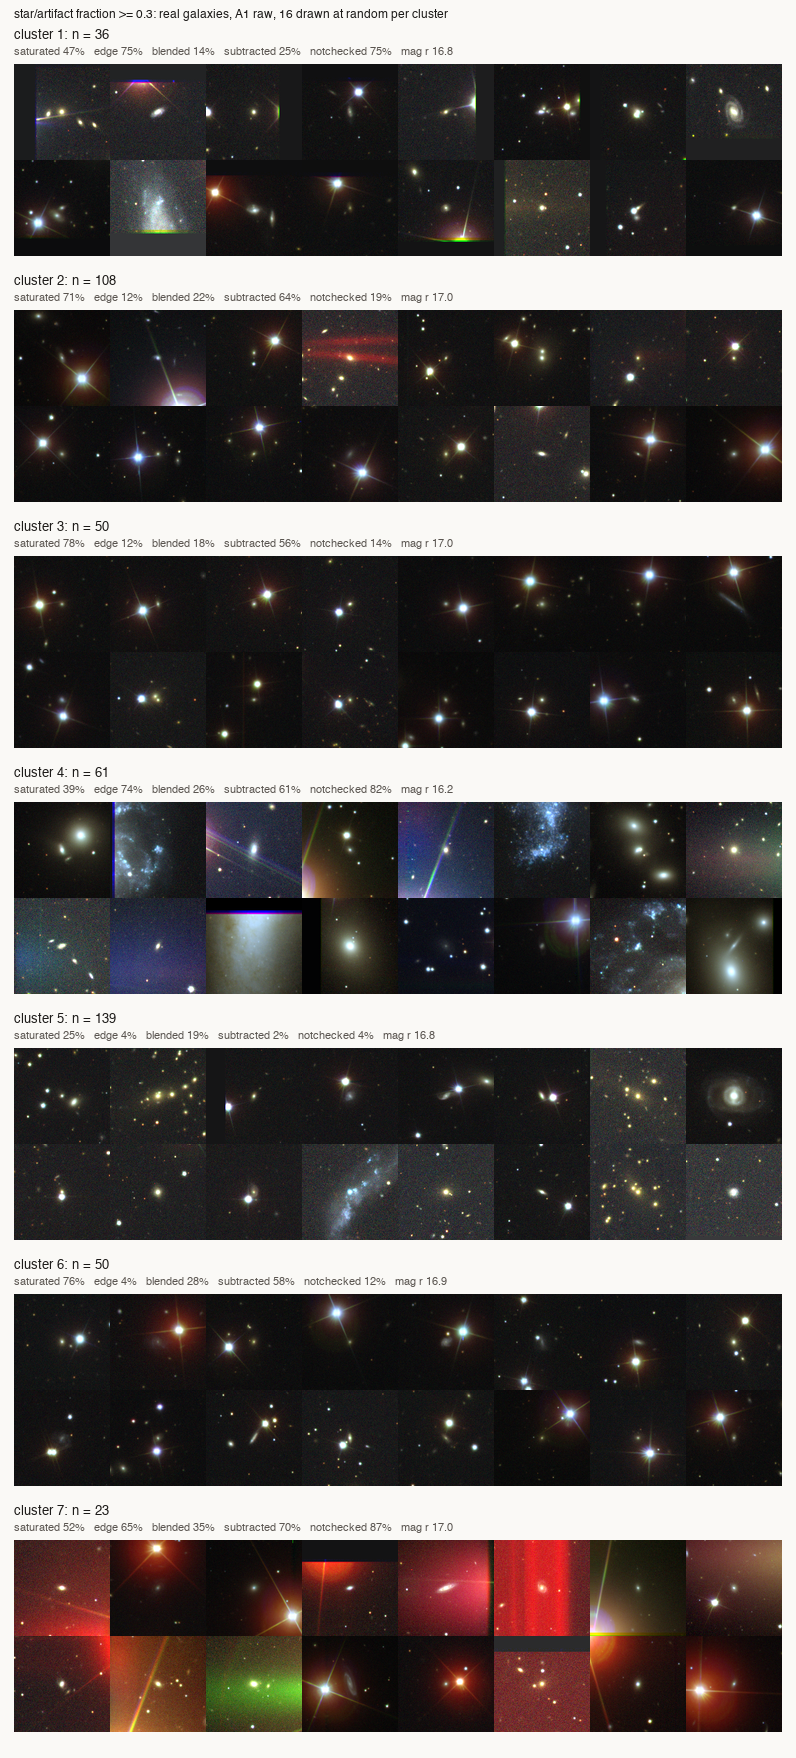 star/artifact fraction >= 0.3: real galaxies, A1 raw, 16 drawn at random per cluster
cluster 1: n = 36
saturated 47% edge 75% blended 14% subtracted 25% notchecked 75% mag r 16.8
cluster 2: n = 108
saturated 71% edge 12% blended 22% subtracted 64% notchecked 19% mag r 17.0
cluster 3: n = 50
saturated 78% edge 12% blended 18% subtracted 56% notchecked 14% mag r 17.0
cluster 4: n = 61
saturated 39% edge 74% blended 26% subtracted 61% notchecked 82% mag r 16.2
cluster 5: n = 139
saturated 25% edge 4% blended 19% subtracted 2% notchecked 4% mag r 16.8
cluster 6: n = 50
saturated 76% edge 4% blended 28% subtracted 58% notchecked 12% mag r 16.9
cluster 7: n = 23
saturated 52% edge 65% blended 35% subtracted 70% notchecked 87% mag r 17.0